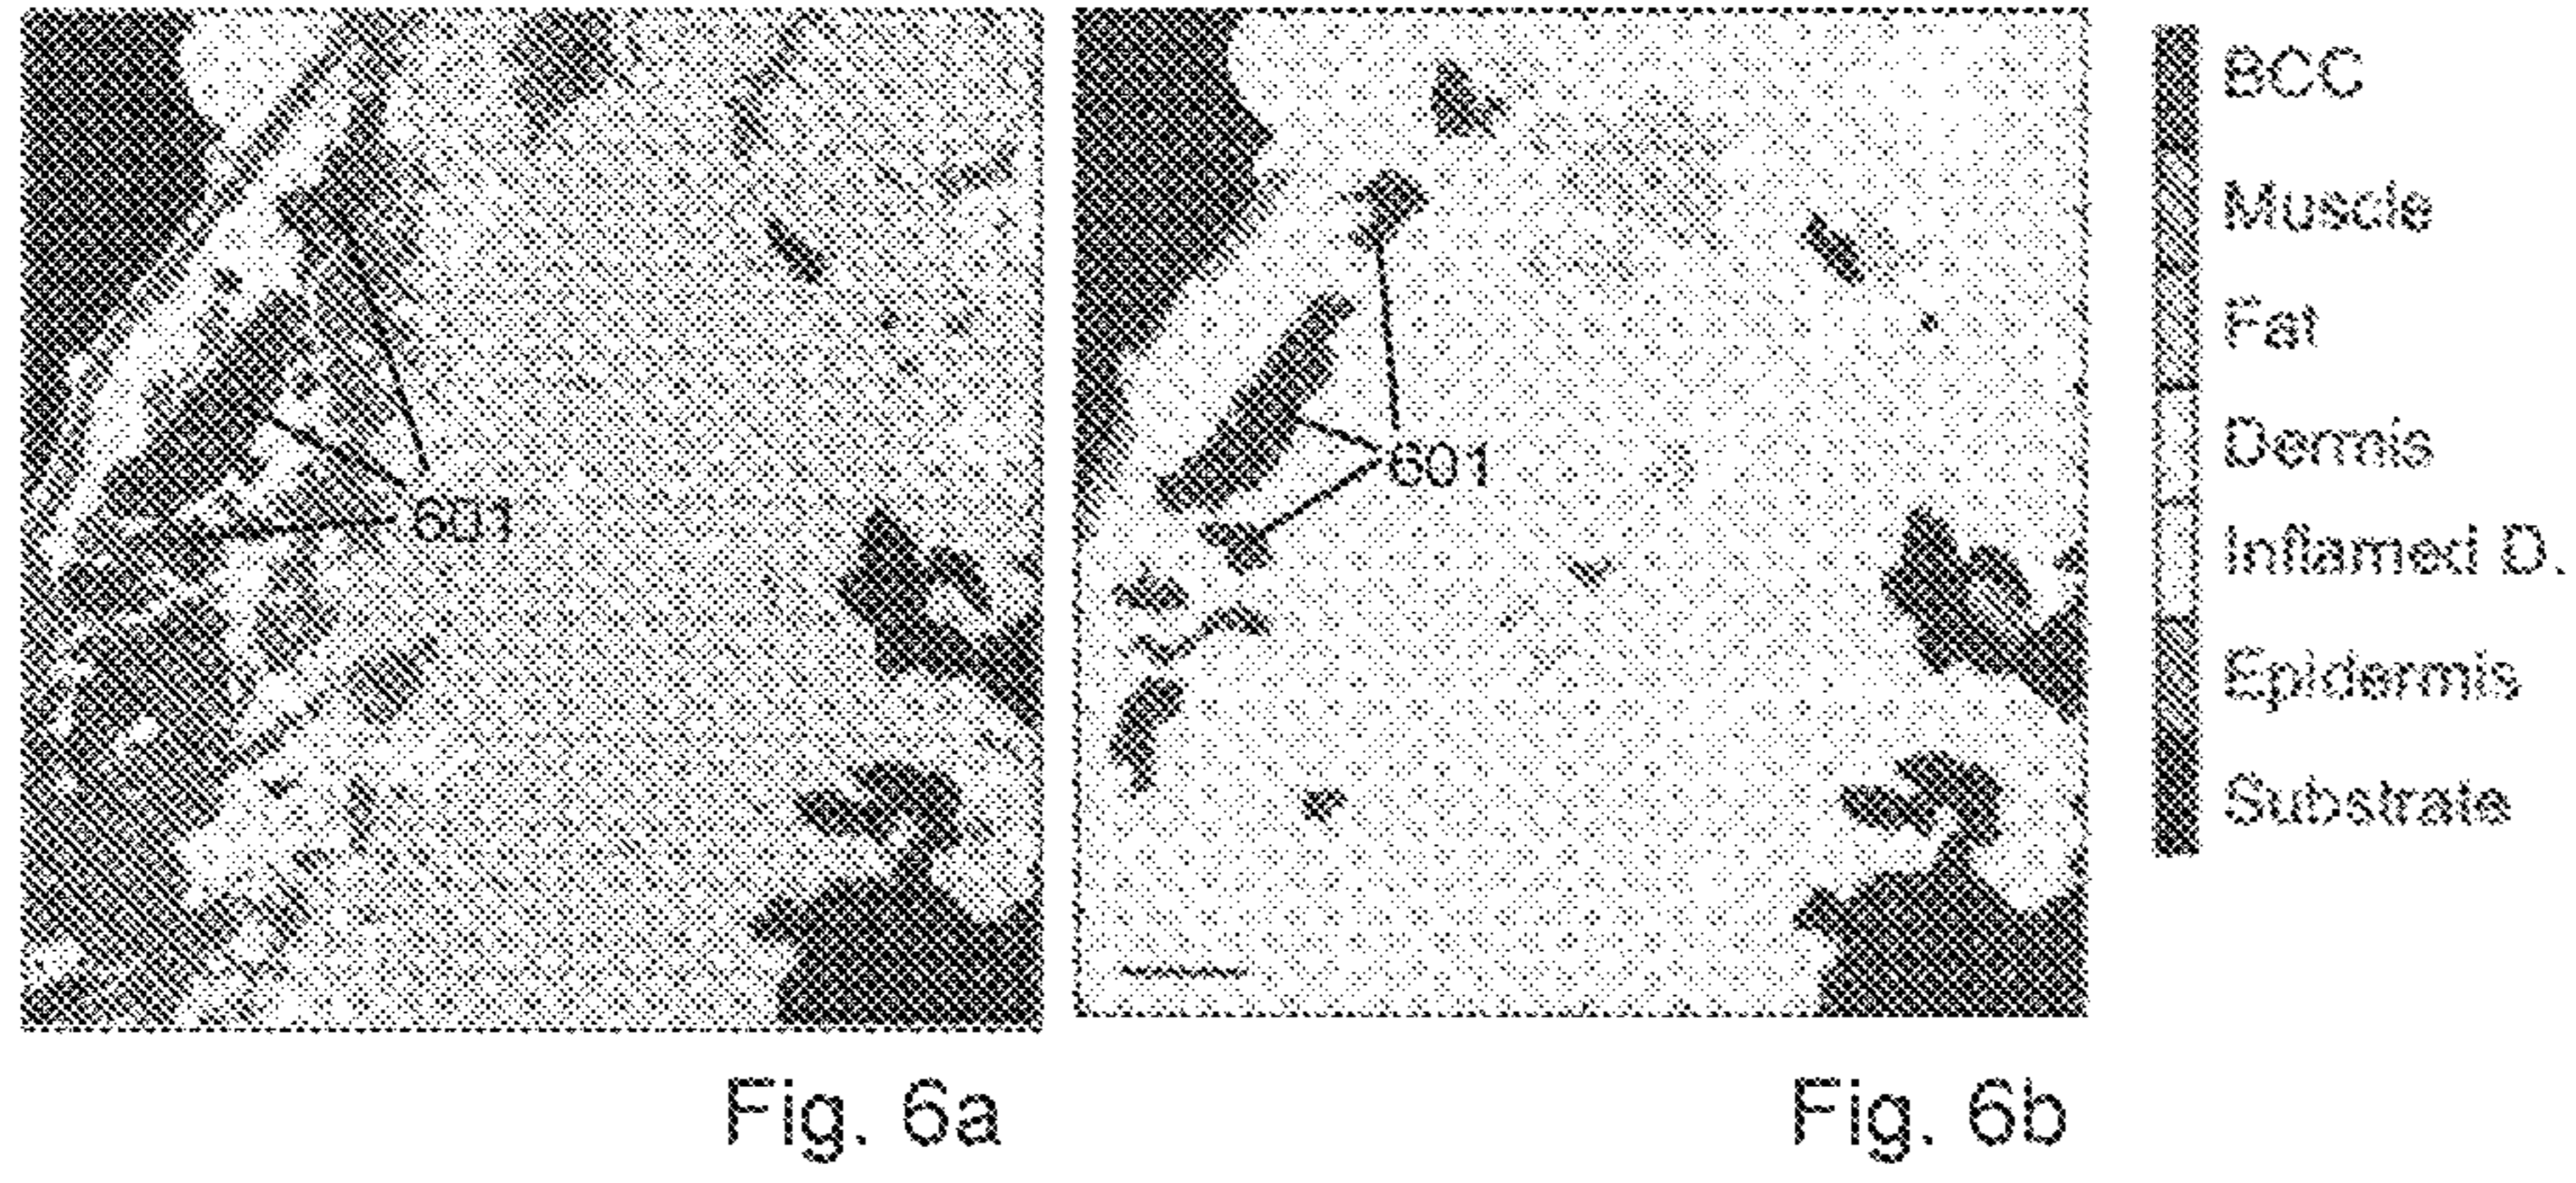 601
601
BCC
Muscle
Fat
Dermis
Inflamed D.
Epidermis
Substrate
Fig. 6a
Fig. 6b